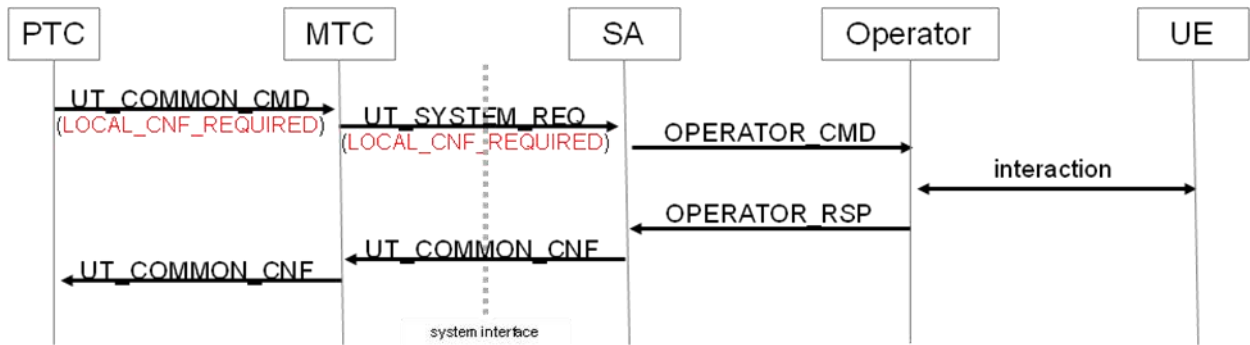 PTC
MTC
SA
Operator
UE
UT_COMMON_CMD
(LOCAL_CNF_REQUIRED)
UT_SYSTEM_REQ
(LOCAL_CNF_REQUIRED)
OPERATOR_CMD
interaction
OPERATOR_RSP
UT_COMMON_CNF
UT_COMMON_CNF
system interface